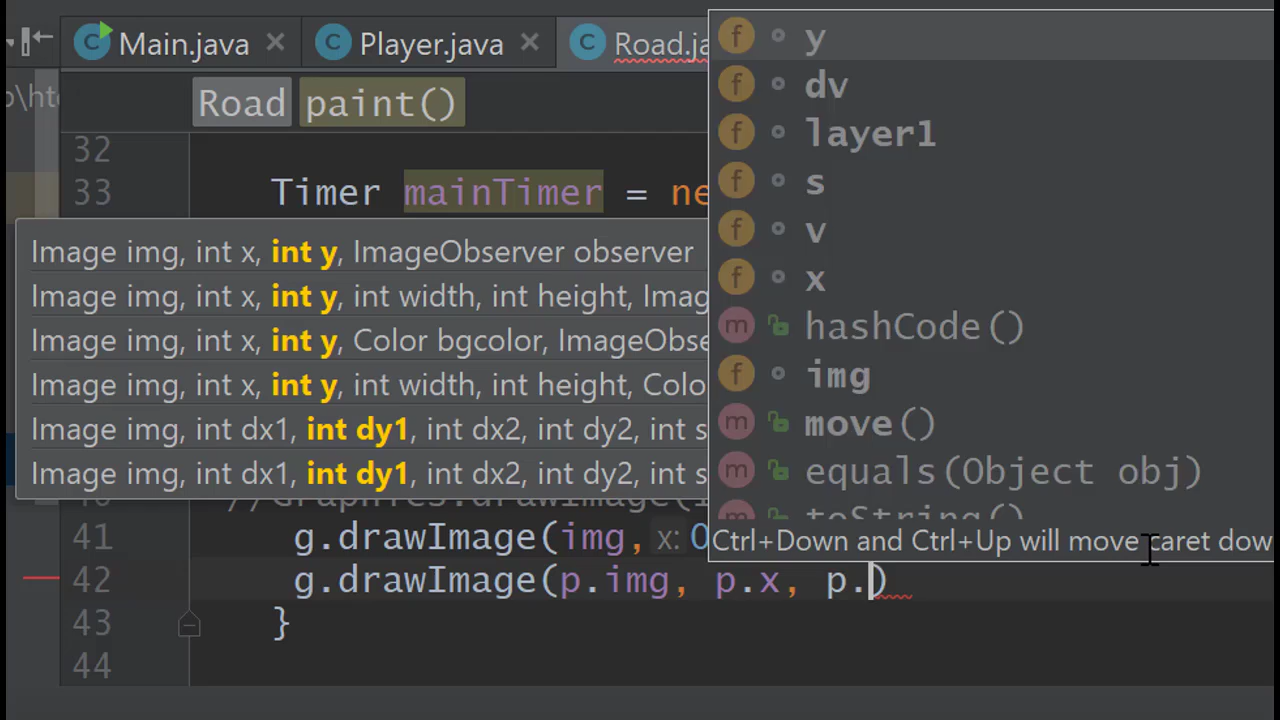 Main.java
Player.java
Road.ja
p\hto
Road
paint()
32
33
Timer mainTimer = ne
Image img, int x, int y, ImageObserver observer
Image img, int x, int y, int width, int height, Imag
Image img, int x, int y, Color bgcolor, ImageObse
Image img, int x, int y, int width, int height, Colo
Image img, int dx1, int dy1, int dx2, int dy2, int s
Image img, int dx1, int dy1, int dx2, int dy2, int s
y
dv
layer1
s
v
x
hashCode()
img
move()
equals(Object obj)
toString()
Ctrl+Down and Ctrl+Up will move caret dow
//Graphics.drawImage(i
41
g.drawImage(img, x: 0
42
g.drawImage(p.img, p.x, p.)
43
}
44